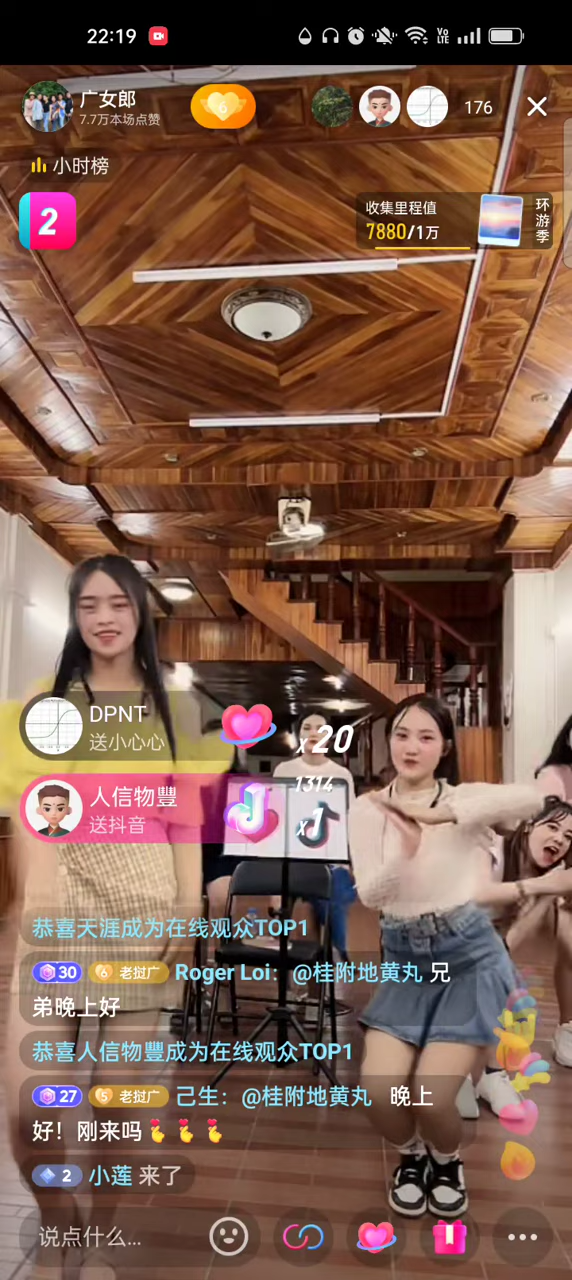 22:19
Vo LTE
广女郎
7.7万本场点赞
6
176
小时榜
2
收集里程值
7880/1万
环游季
DPNT
送小心心
x20
人信物豐
送抖音
1314
x1
恭喜天涯成为在线观众TOP1
30 6 老挝广 Roger Loi：@桂附地黄丸 兄
弟晚上好
恭喜人信物豐成为在线观众TOP1
27 5 老挝广 己生：@桂附地黄丸 晚上
好！刚来吗
2 小莲 来了
说点什么...